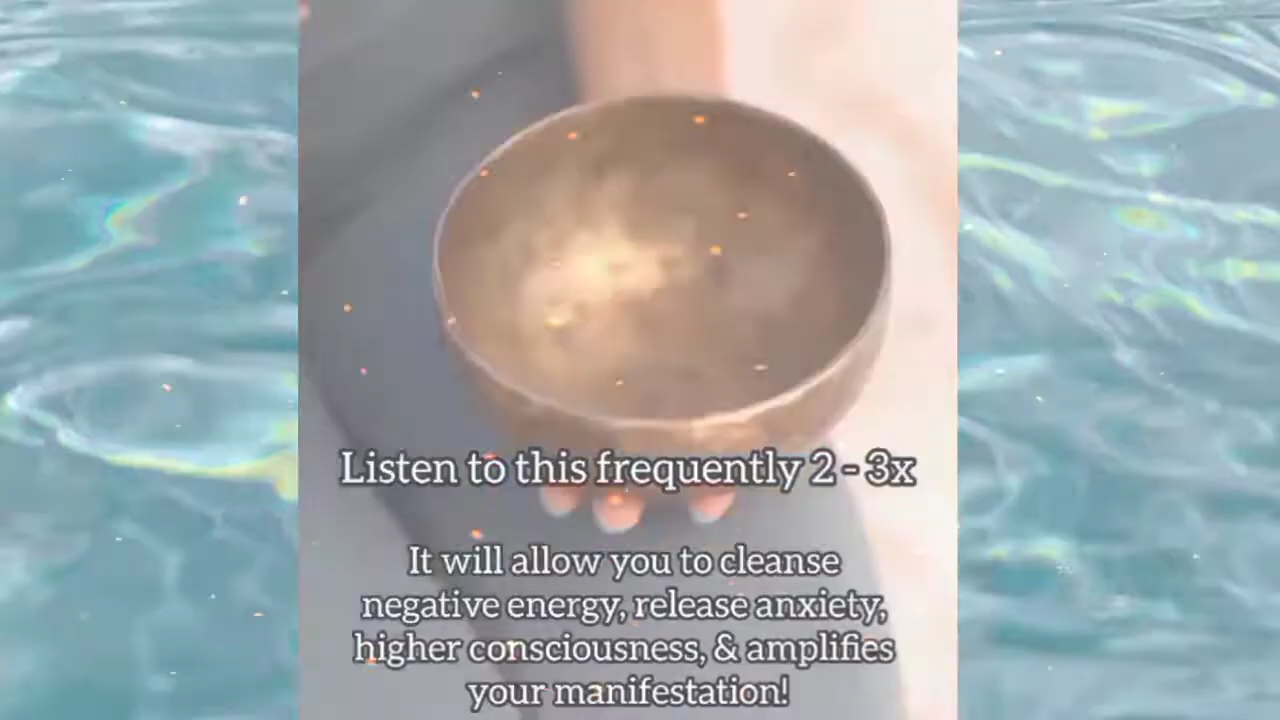 Listen to this frequently 2 - 3x
It will allow you to cleanse
negative energy, release anxiety,
higher consciousness, & amplifies
your manifestation!